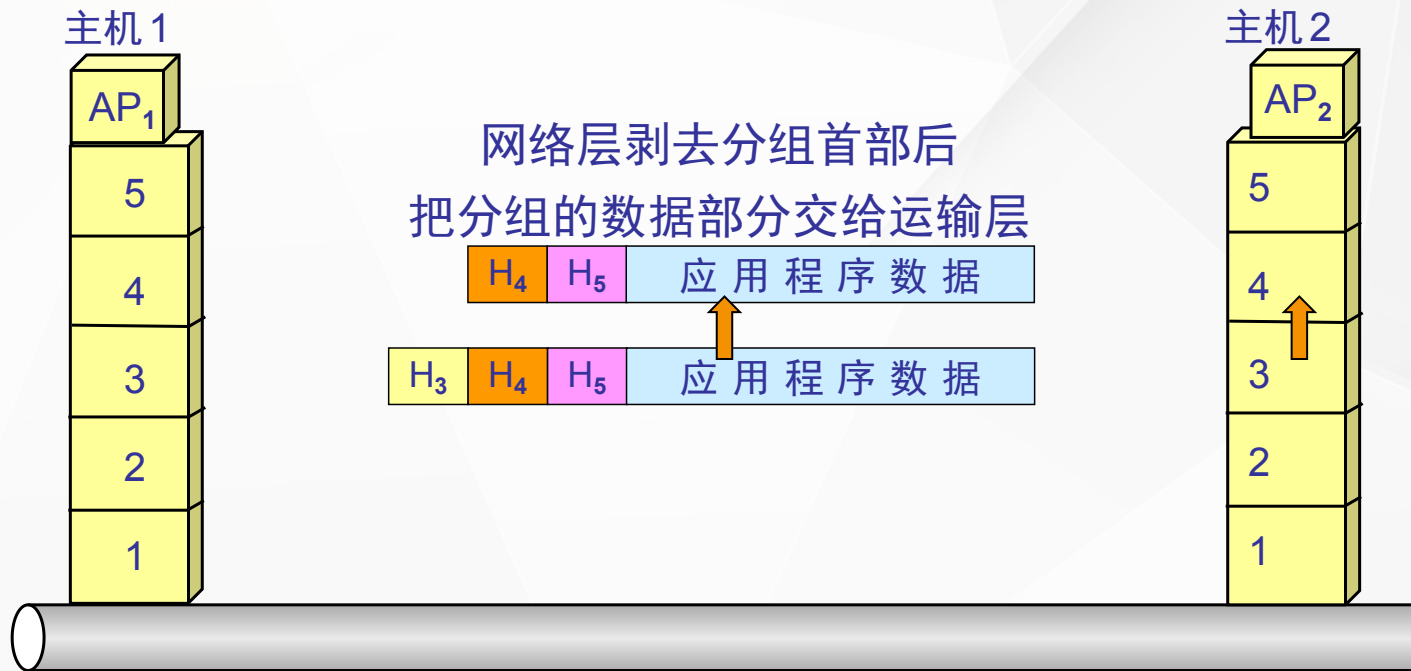 主机 1
主机 2
AP₁
AP₂
网络层剥去分组首部后
把分组的数据部分交给运输层
5
5
H₄ H₅ 应用程序数据
4
4
H₃ H₄ H₅ 应用程序数据
3
3
2
2
1
1